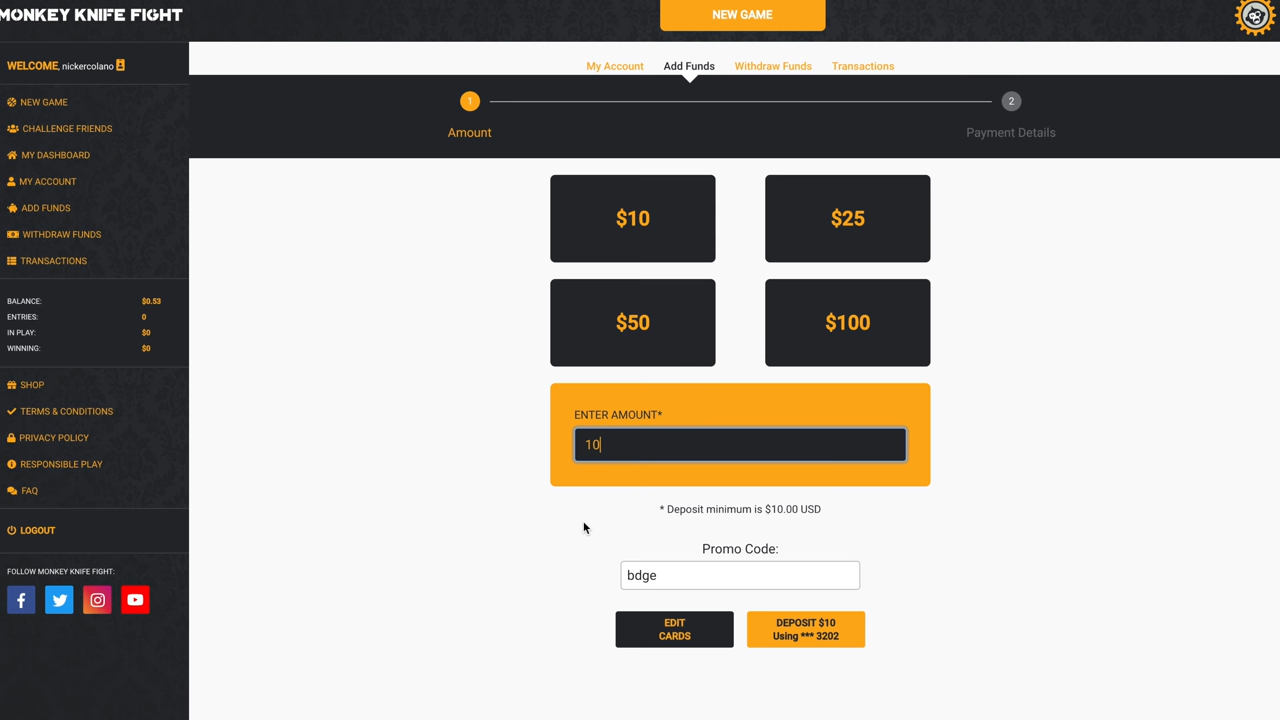 MONKEY KNIFE FIGHT
NEW GAME
WELCOME, nickercolano
NEW GAME
CHALLENGE FRIENDS
MY DASHBOARD
MY ACCOUNT
ADD FUNDS
WITHDRAW FUNDS
TRANSACTIONS
BALANCE: $0.53
ENTRIES: 0
IN PLAY: $0
WINNING: $0
SHOP
TERMS & CONDITIONS
PRIVACY POLICY
RESPONSIBLE PLAY
FAQ
LOGOUT
FOLLOW MONKEY KNIFE FIGHT:
My Account Add Funds Withdraw Funds Transactions
1 2
Amount Payment Details
$10 $25
$50 $100
ENTER AMOUNT*
10
* Deposit minimum is $10.00 USD
Promo Code:
bdge
EDIT
CARDS
DEPOSIT $10
Using *** 3202